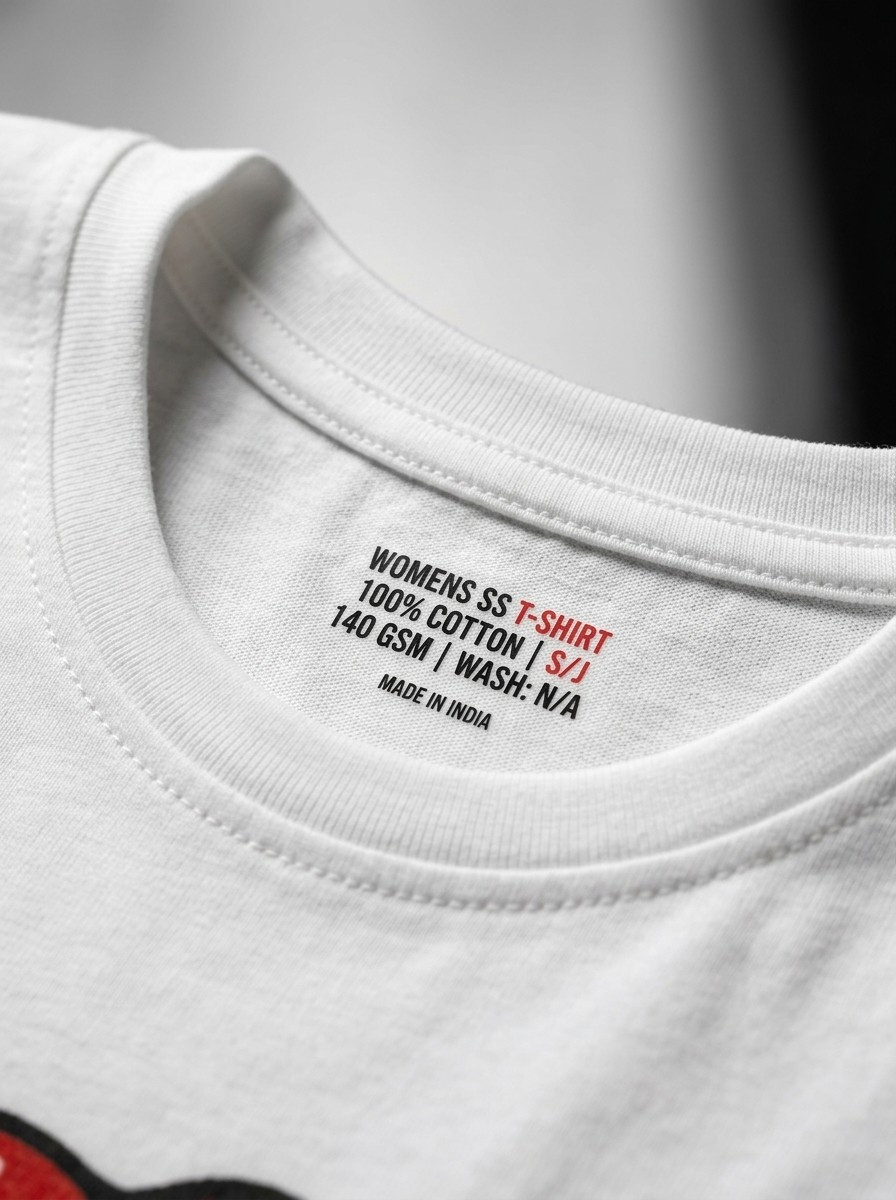 WOMENS SS T-SHIRT
100% COTTON | S/J
140 GSM | WASH: N/A
MADE IN INDIA